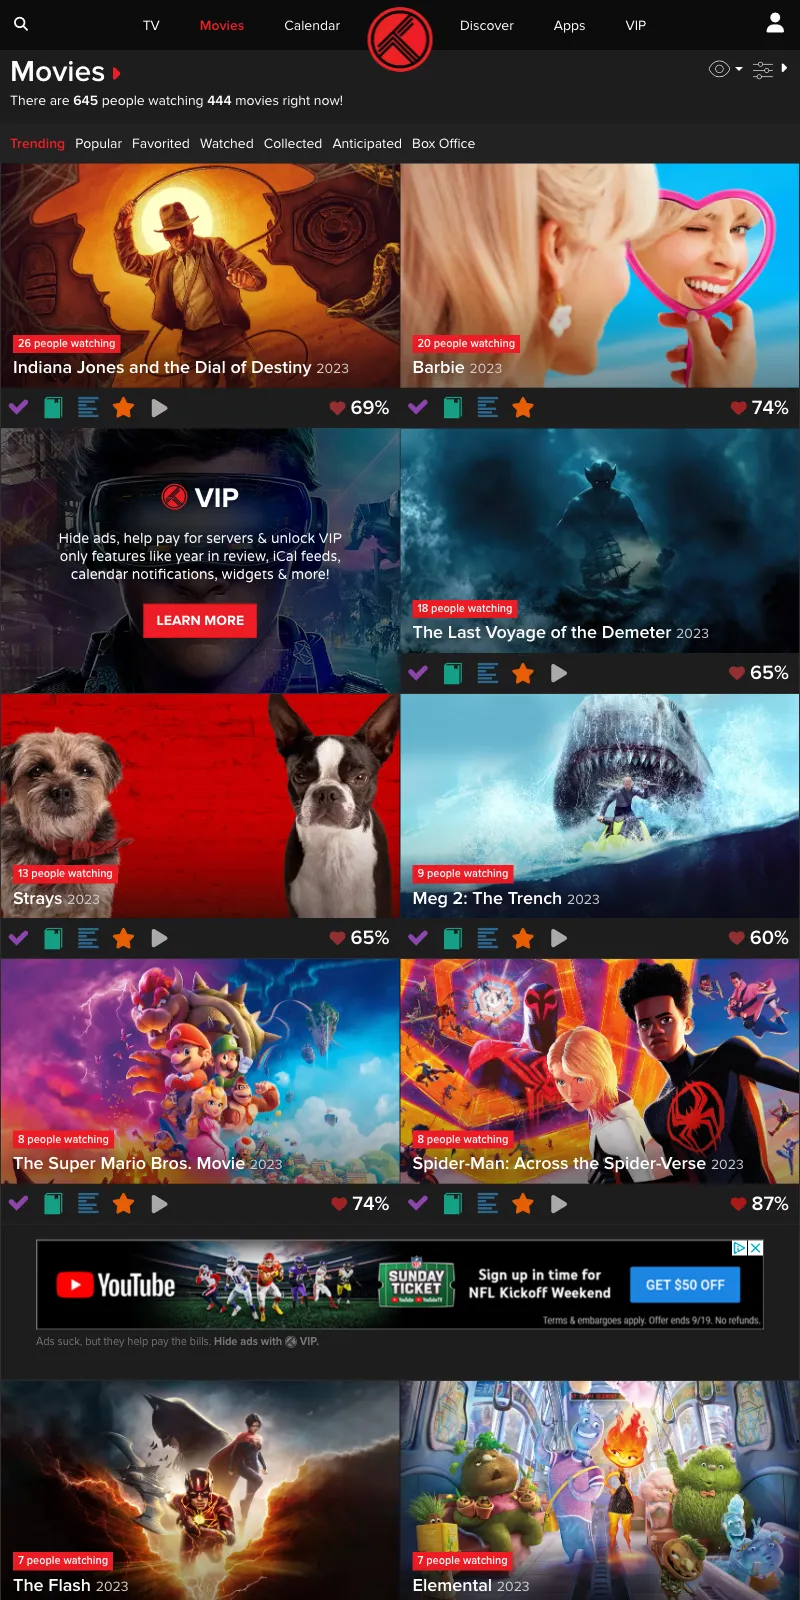 TV Movies Calendar Discover Apps VIP
Movies
There are 645 people watching 444 movies right now!
Trending Popular Favorited Watched Collected Anticipated Box Office
26 people watching
Indiana Jones and the Dial of Destiny 2023
69%
20 people watching
Barbie 2023
74%
VIP
Hide ads, help pay for servers & unlock VIP
only features like year in review, iCal feeds,
calendar notifications, widgets & more!
LEARN MORE
18 people watching
The Last Voyage of the Demeter 2023
65%
13 people watching
Strays 2023
65%
9 people watching
Meg 2: The Trench 2023
60%
8 people watching
The Super Mario Bros. Movie 2023
74%
8 people watching
Spider-Man: Across the Spider-Verse 2023
87%
YouTube
NFL
SUNDAY
TICKET
YouTube YouTubeTV
Sign up in time for
NFL Kickoff Weekend
GET $50 OFF
Terms & embargoes apply. Offer ends 9/19. No refunds.
Ads suck, but they help pay the bills. Hide ads with VIP.
7 people watching
The Flash 2023
7 people watching
Elemental 2023